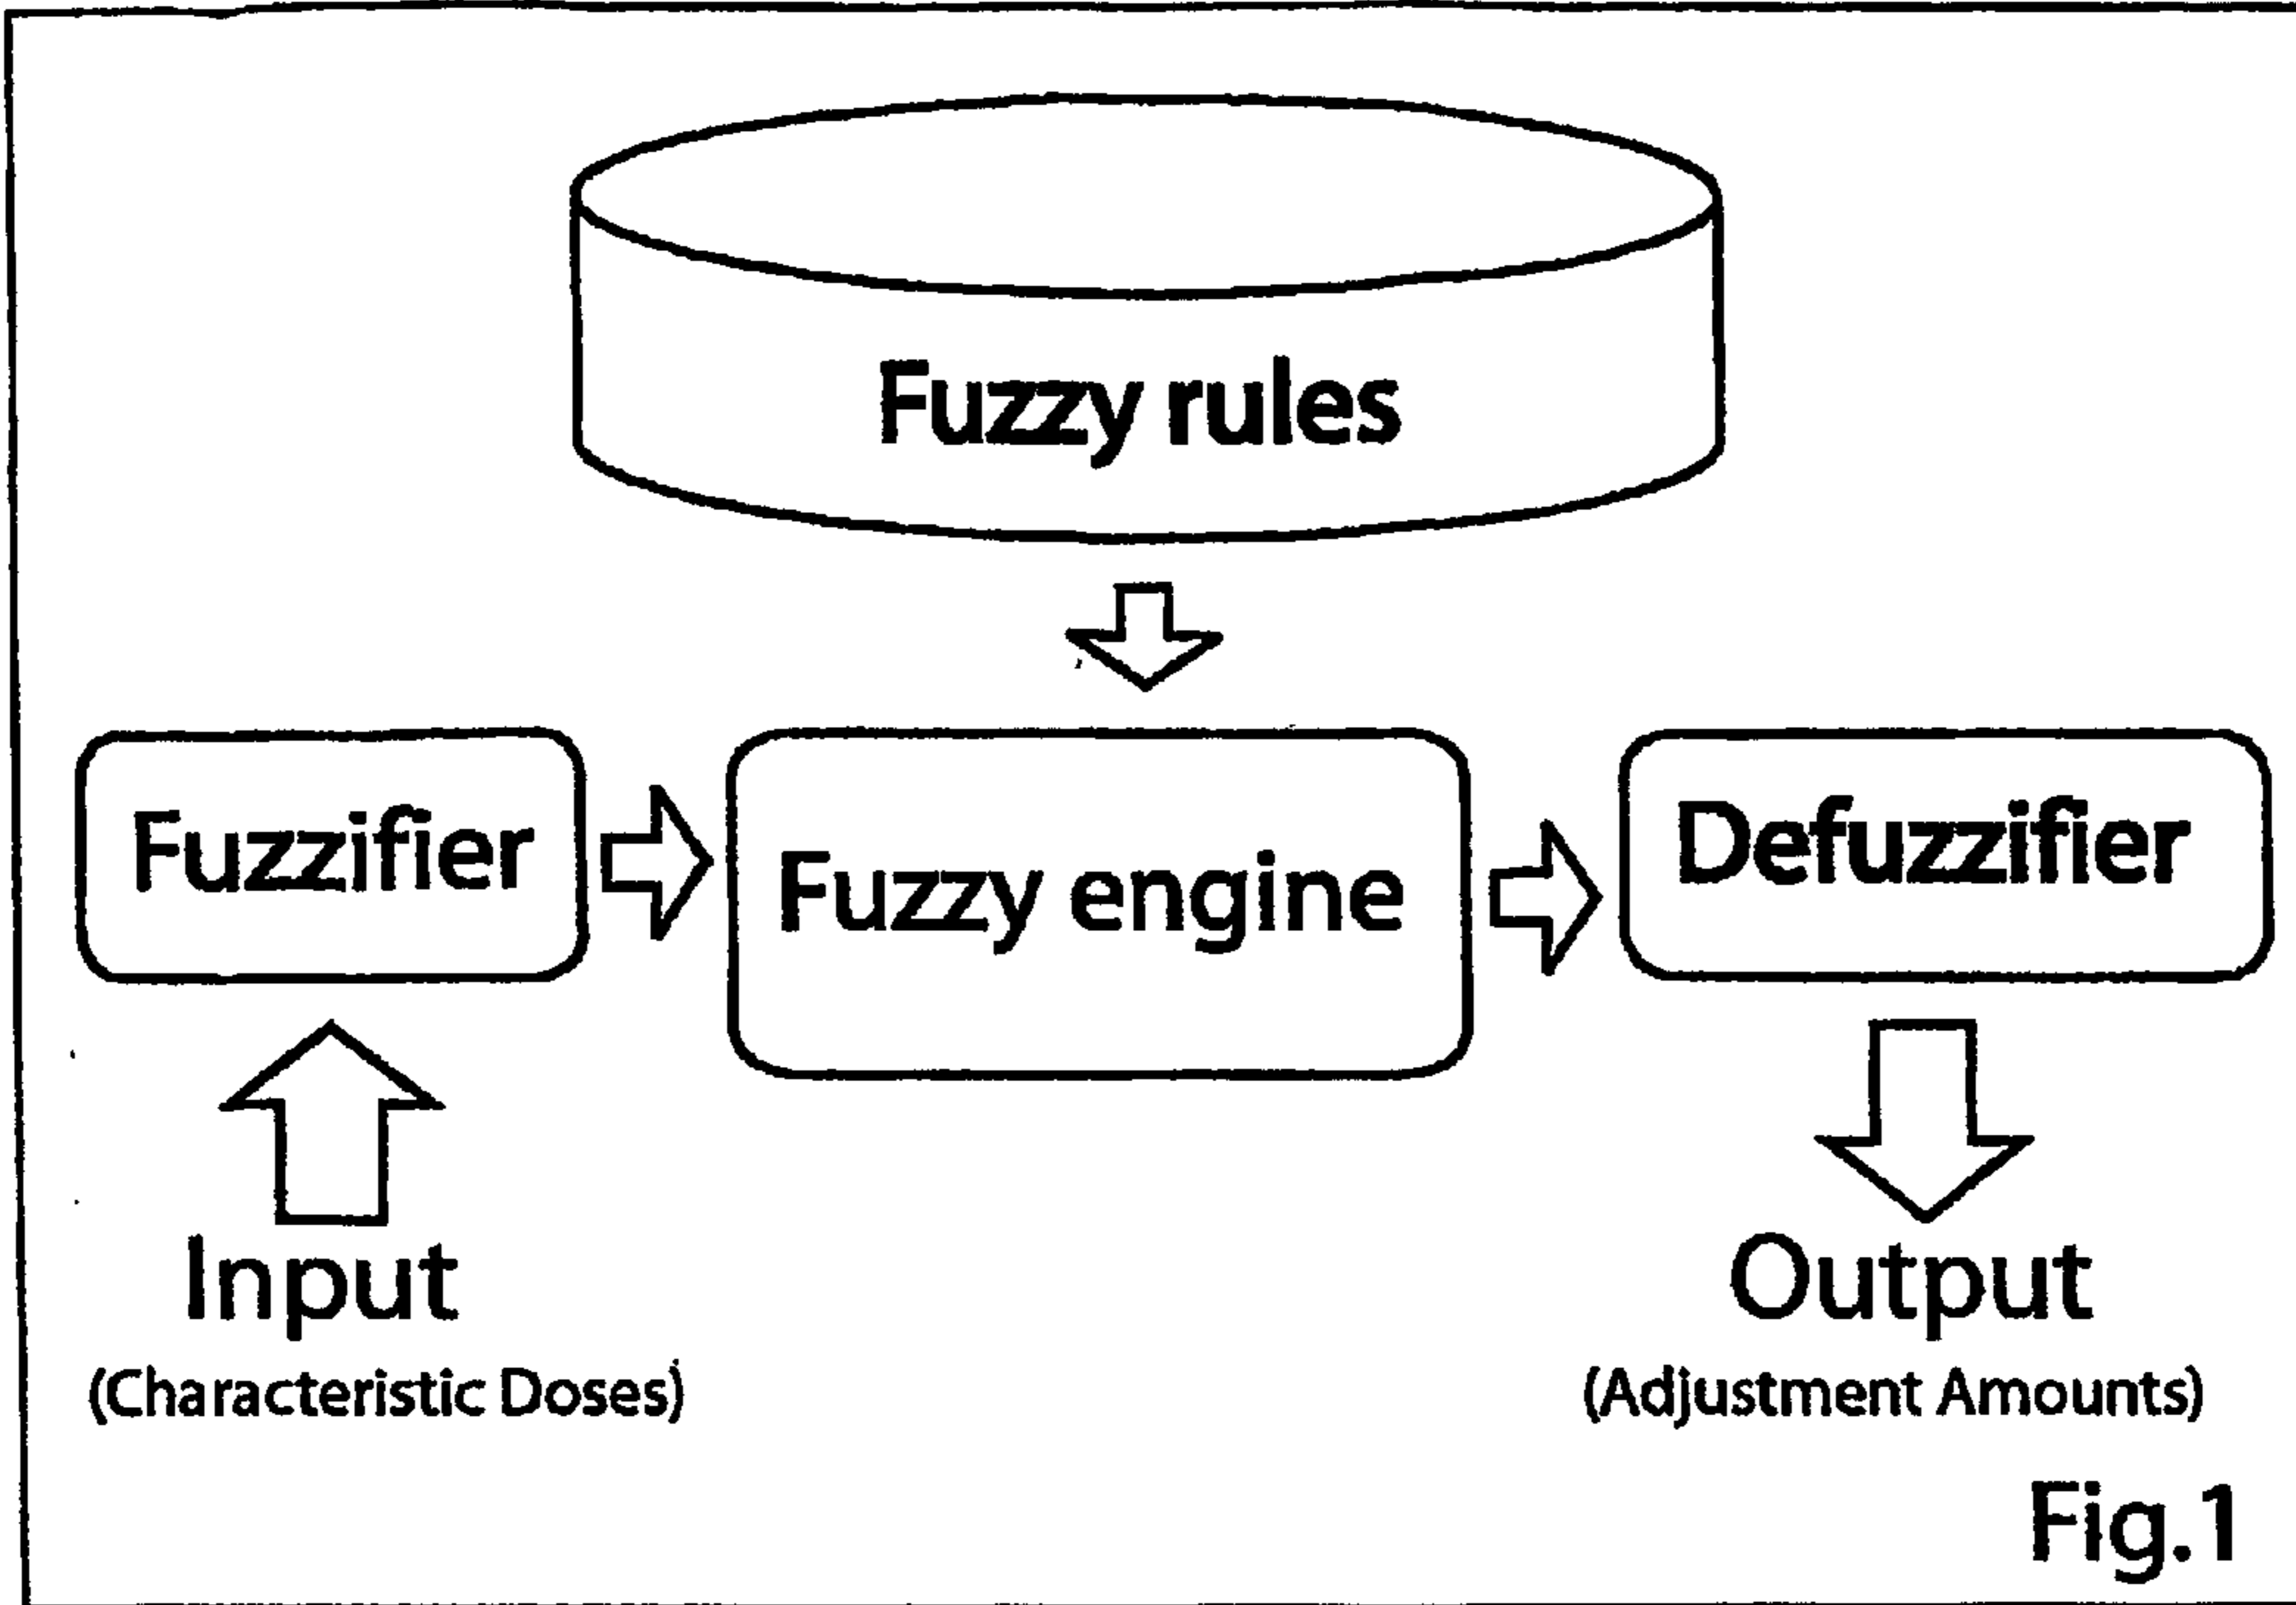 Fuzzy rules
Fuzzifier
Fuzzy engine
Defuzzifier
Input
(Characteristic Doses)
Output
(Adjustment Amounts)
Fig.1